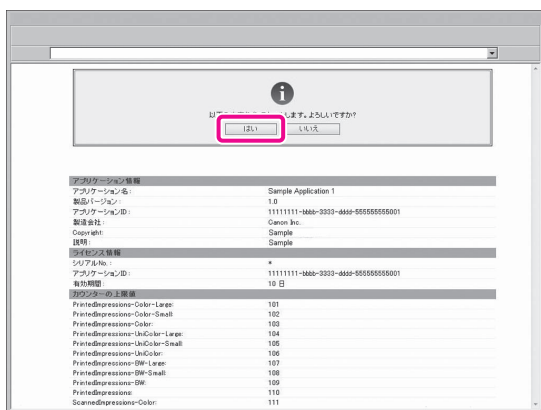 以下 します。よろしいですか?
はい いいえ
アプリケーション情報
アプリケーション名: Sample Application 1
製品バージョン: 1.0
アプリケーションID: 11111111-bbbb-3333-dddd-555555555001
製造会社: Canon Inc.
Copyright: Sample
説明: Sample
ライセンス情報
シリアルNo.: *
アプリケーションID: 11111111-bbbb-3333-dddd-555555555001
有効期間: 10 日
カウンターの上限値
PrintedImpressions-Color-Large: 101
PrintedImpressions-Color-Small: 102
PrintedImpressions-Color: 103
PrintedImpressions-UniColor-Large: 104
PrintedImpressions-UniColor-Small: 105
PrintedImpressions-UniColor: 106
PrintedImpressions-BW-Large: 107
PrintedImpressions-BW-Small: 108
PrintedImpressions-BW: 109
PrintedImpressions: 110
ScannedImpressions-Color: 111